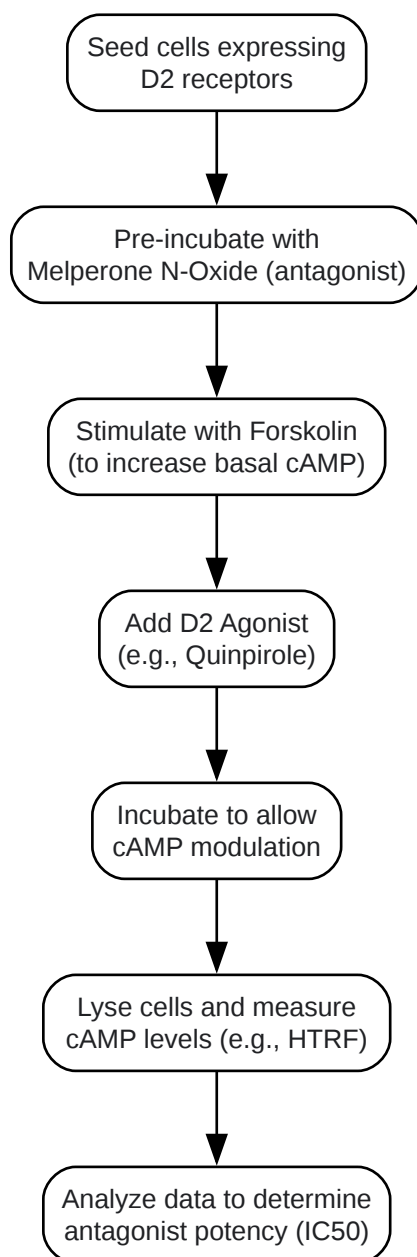 Seed cells expressing
D2 receptors
Pre-incubate with
Melperone N-Oxide (antagonist)
Stimulate with Forskolin
(to increase basal cAMP)
Add D2 Agonist
(e.g., Quinpirole)
Incubate to allow
cAMP modulation
Lyse cells and measure
cAMP levels (e.g., HTRF)
Analyze data to determine
antagonist potency (IC50)